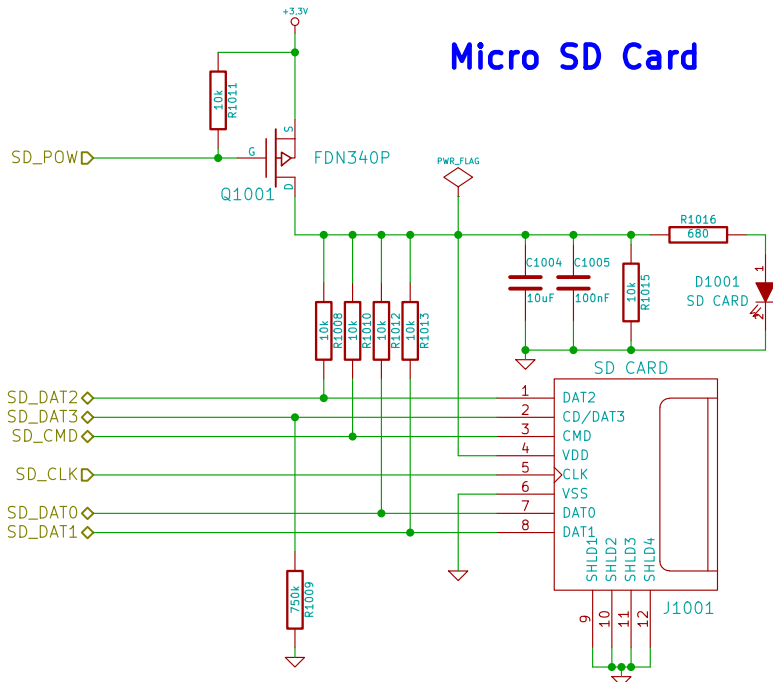 +3.3V
Micro SD Card
10k
R1011
SD_POW
G
S
D
FDN340P
Q1001
PWR_FLAG
R1016
680
C1004
10uF
C1005
100nF
10k
R1015
D1001
SD CARD
1
2
10k
R1008
10k
R1010
10k
R1012
10k
R1013
SD CARD
SD_DAT2
1
DAT2
SD_DAT3
2
CD/DAT3
SD_CMD
3
CMD
4
VDD
SD_CLK
5
CLK
6
VSS
SD_DAT0
7
DAT0
SD_DAT1
8
DAT1
SHLD1
SHLD2
SHLD3
SHLD4
9
10
11
12
J1001
750k
R1009